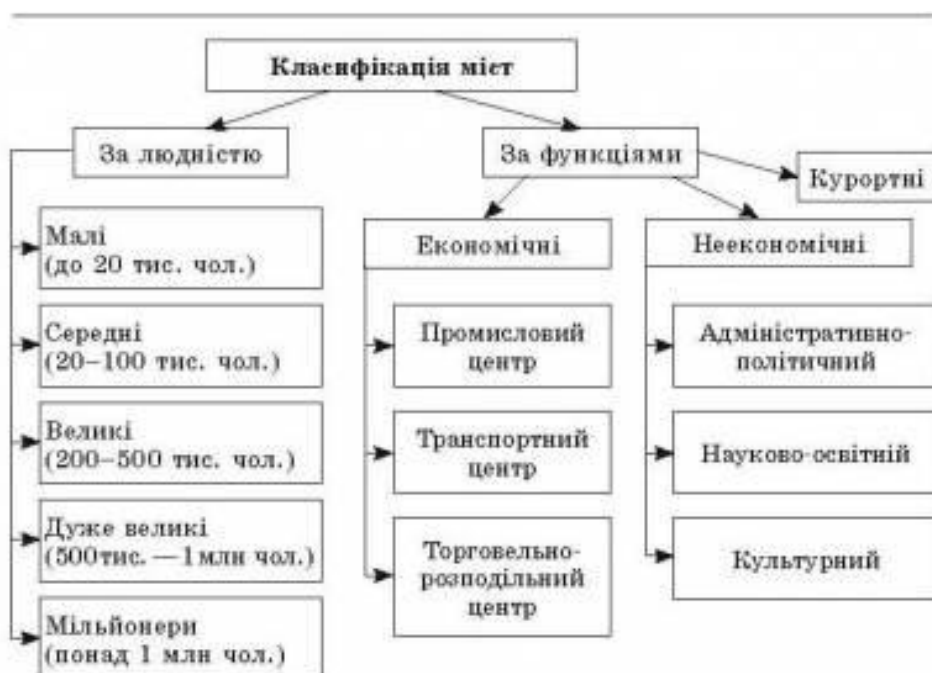 Класифікація міст
За людністю
За функціями
Курортні
Малі
(до 20 тис. чол.)
Середні
(20–100 тис. чол.)
Великі
(200–500 тис. чол.)
Дуже великі
(500тис. — 1млн чол.)
Мільйонери
(понад 1 млн чол.)
Економічні
Промисловий
центр
Транспортний
центр
Торговельно-
розподільний
центр
Неекономічні
Адміністративно-
політичний
Науково-освітній
Культурний